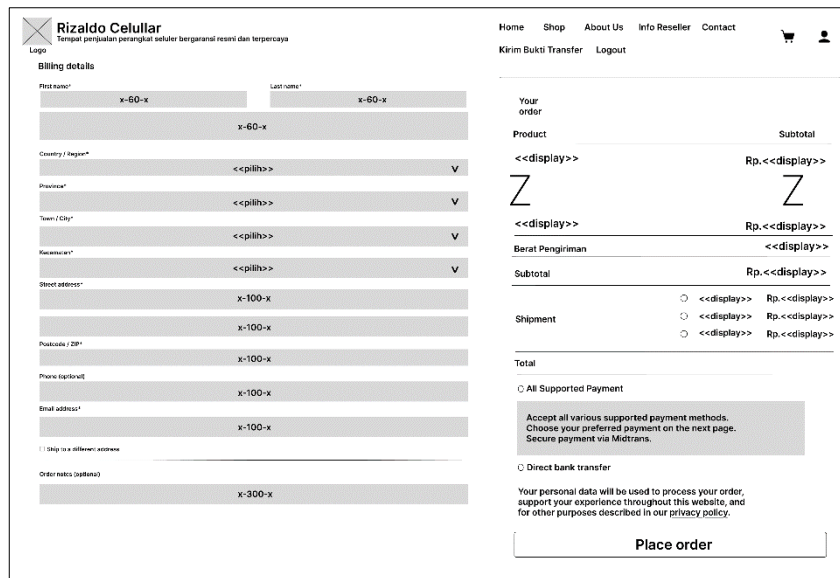 Rizaldo Celullar
Tempat penjualan perangkat seluler bergaransi resmi dan terpercaya
Logo
Home Shop About Us Info Reseller Contact
Kirim Bukti Transfer Logout
Billing details
First name* Last name*
x-60-x x-60-x
x-60-x
Country / Region*
<<pilih>> V
Province*
<<pilih>> V
Town / City*
<<pilih>> V
Kecamatan*
<<pilih>> V
Street address*
x-100-x
x-100-x
Postcode / ZIP*
x-100-x
Phone (optional)
x-100-x
Email address*
x-100-x
Ship to a different address
Order notes (optional)
x-300-x
Your
order
Product Subtotal
<<display>> Rp.<<display>>
Z Z
<<display>> Rp.<<display>>
Berat Pengiriman <<display>>
Subtotal Rp.<<display>>
<<display>> Rp.<<display>>
Shipment <<display>> Rp.<<display>>
<<display>> Rp.<<display>>
Total
All Supported Payment
Accept all various supported payment methods.
Choose your preferred payment on the next page.
Secure payment via Midtrans.
Direct bank transfer
Your personal data will be used to process your order,
support your experience throughout this website, and
for other purposes described in our privacy policy.
Place order